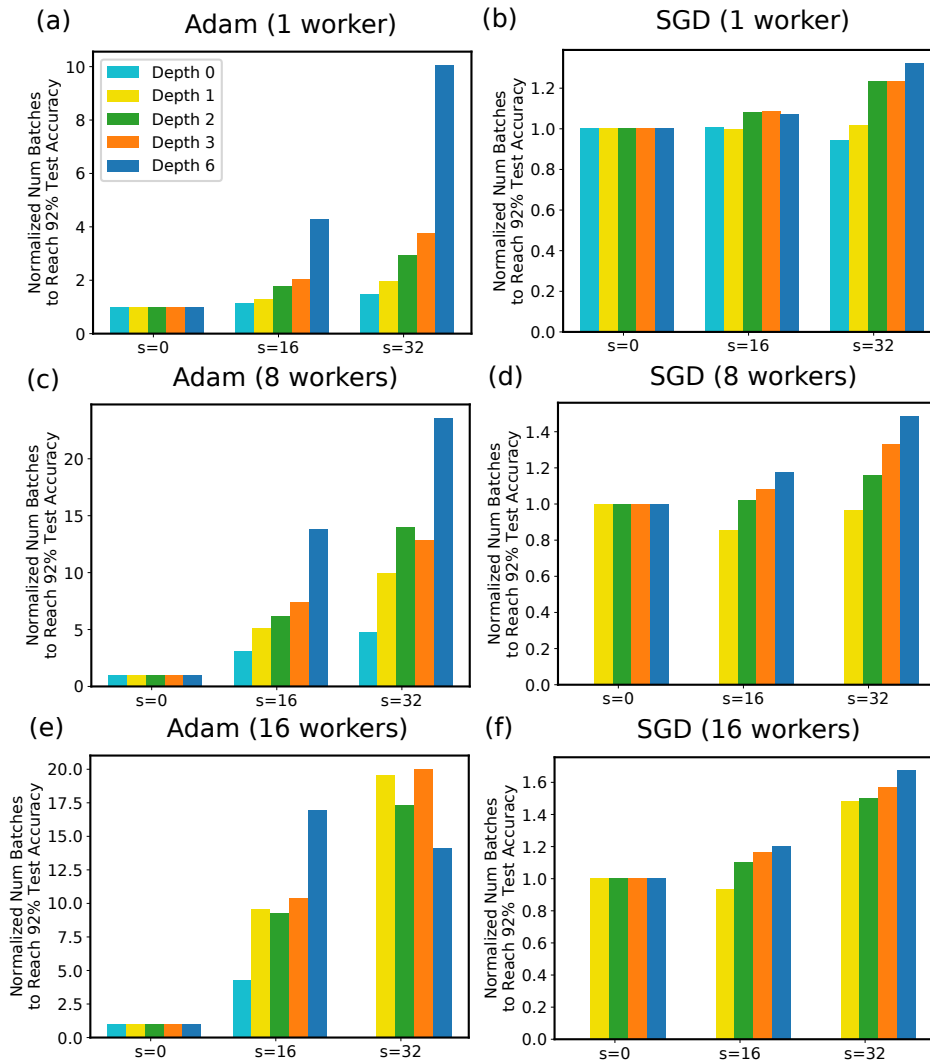 (a)
Adam (1 worker)
Normalized Num Batches
to Reach 92% Test Accuracy
10
8
6
4
2
0
Depth 0
Depth 1
Depth 2
Depth 3
Depth 6
s=0
s=16
s=32
(b)
SGD (1 worker)
Normalized Num Batches
to Reach 92% Test Accuracy
1.2
1.0
0.8
0.6
0.4
0.2
0.0
s=0
s=16
s=32
(c)
Adam (8 workers)
Normalized Num Batches
to Reach 92% Test Accuracy
20
15
10
5
0
s=0
s=16
s=32
(d)
SGD (8 workers)
Normalized Num Batches
to Reach 92% Test Accuracy
1.4
1.2
1.0
0.8
0.6
0.4
0.2
0.0
s=0
s=16
s=32
(e)
Adam (16 workers)
Normalized Num Batches
to Reach 92% Test Accuracy
20.0
17.5
15.0
12.5
10.0
7.5
5.0
2.5
0.0
s=0
s=16
s=32
(f)
SGD (16 workers)
Normalized Num Batches
to Reach 92% Test Accuracy
1.6
1.4
1.2
1.0
0.8
0.6
0.4
0.2
0.0
s=0
s=16
s=32